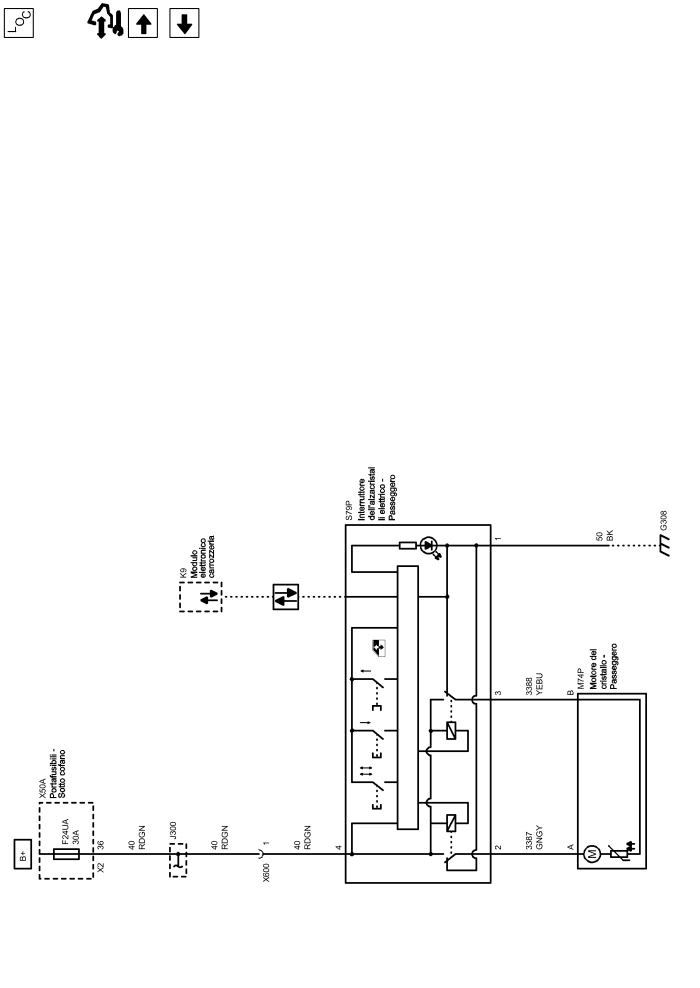 LOC
B+
X50A
Portafusibili -
Sotto cofano
F24UA
30A
36
X2
40
RDGN
J300
40
RDGN
1
X600
40
RDGN
4
K9
Modulo
elettronico
carrozzeria
S79P
Interruttore
dell'alzacristal
li elettrico -
Passeggero
2
3
1
3387
GNGY
3388
YEBU
50
BK
A
B
M74P
Motore del
cristallo -
Passeggero
M
G308